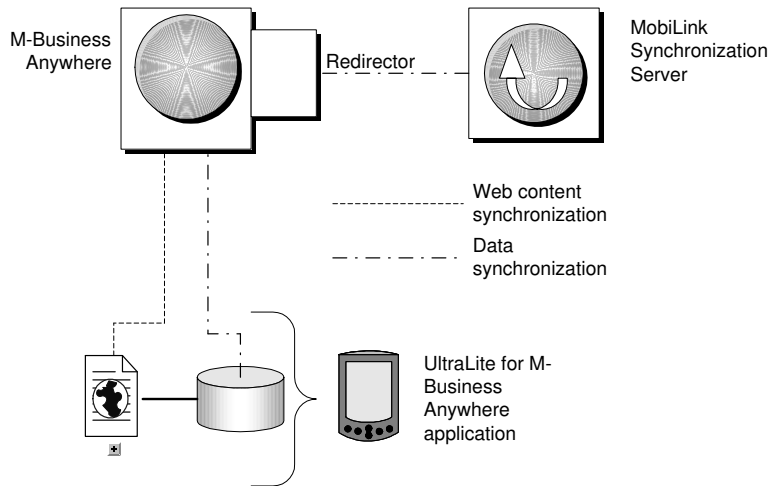 M-Business
Anywhere
Redirector
MobiLink
Synchronization
Server
Web content
synchronization
Data
synchronization
UltraLite for M-
Business
Anywhere
application